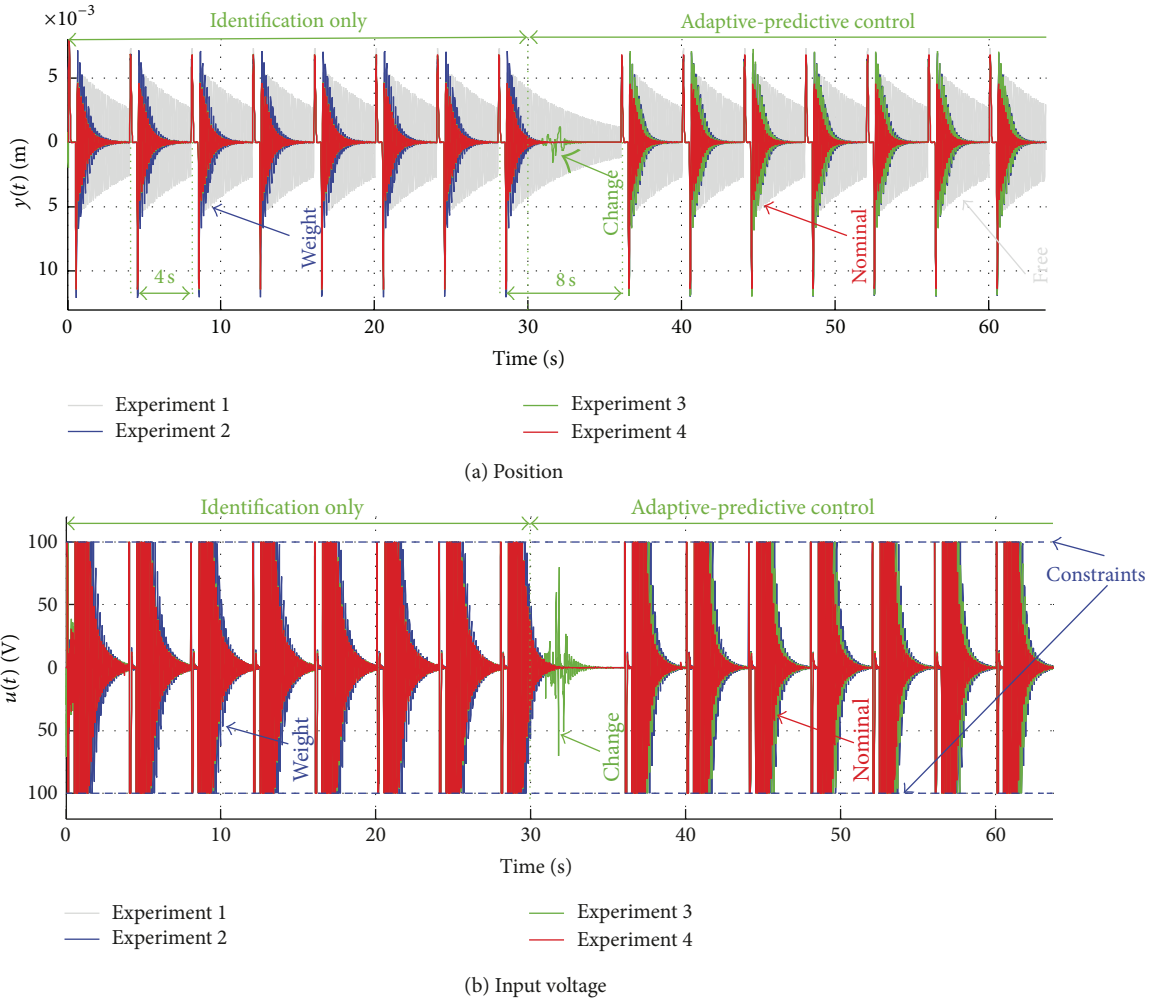 ×10⁻³
Identification only
Adaptive-predictive control
5
0
5
10
y(t) (m)
Weight
Change
Nominal
Free
4 s
8 s
0
10
20
30
40
50
60
Time (s)
Experiment 1
Experiment 2
Experiment 3
Experiment 4
(a) Position
Identification only
Adaptive-predictive control
100
50
0
50
100
u(t) (V)
Weight
Change
Nominal
Constraints
0
10
20
30
40
50
60
Time (s)
Experiment 1
Experiment 2
Experiment 3
Experiment 4
(b) Input voltage